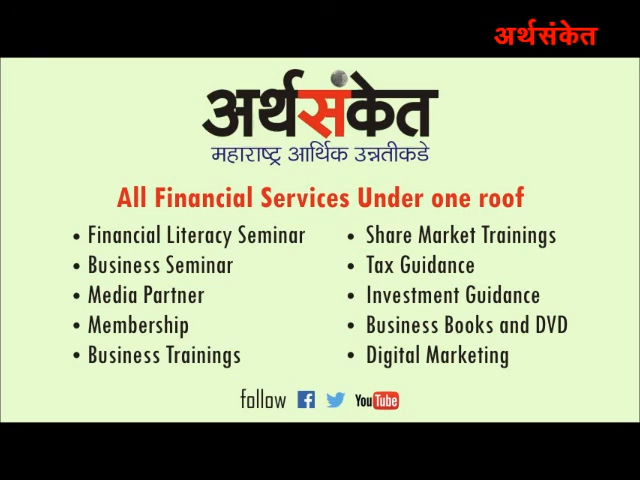 अर्थसंकेत
अर्थसंकेत
महाराष्ट्र आर्थिक उन्नतीकडे
All Financial Services Under one roof
• Financial Literacy Seminar
• Business Seminar
• Media Partner
• Membership
• Business Trainings
• Share Market Trainings
• Tax Guidance
• Investment Guidance
• Business Books and DVD
• Digital Marketing
follow f You Tube